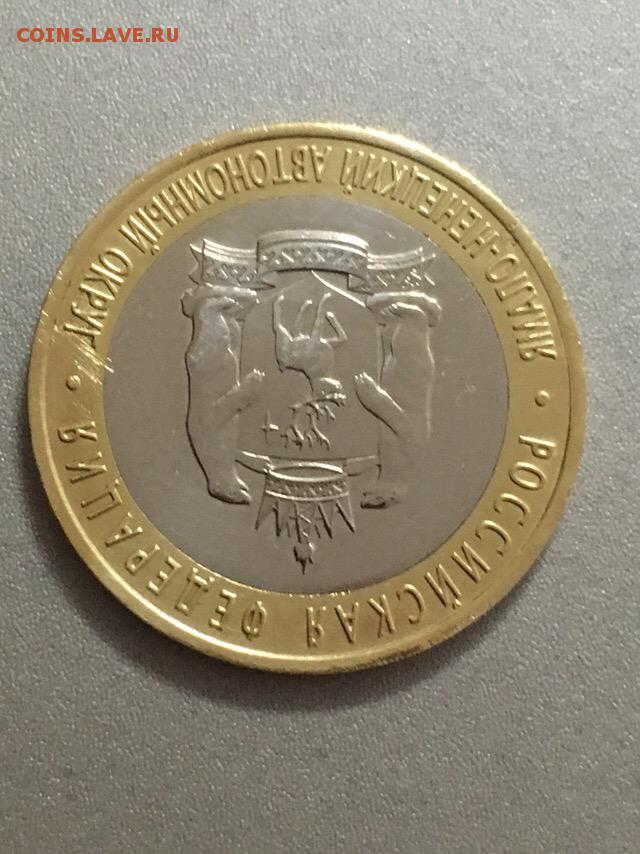 COINS.LAVE.RU
РОССИЙСКАЯ ФЕДЕРАЦИЯ
ЯМАЛО-НЕНЕЦКИЙ АВТОНОМНЫЙ ОКРУГ